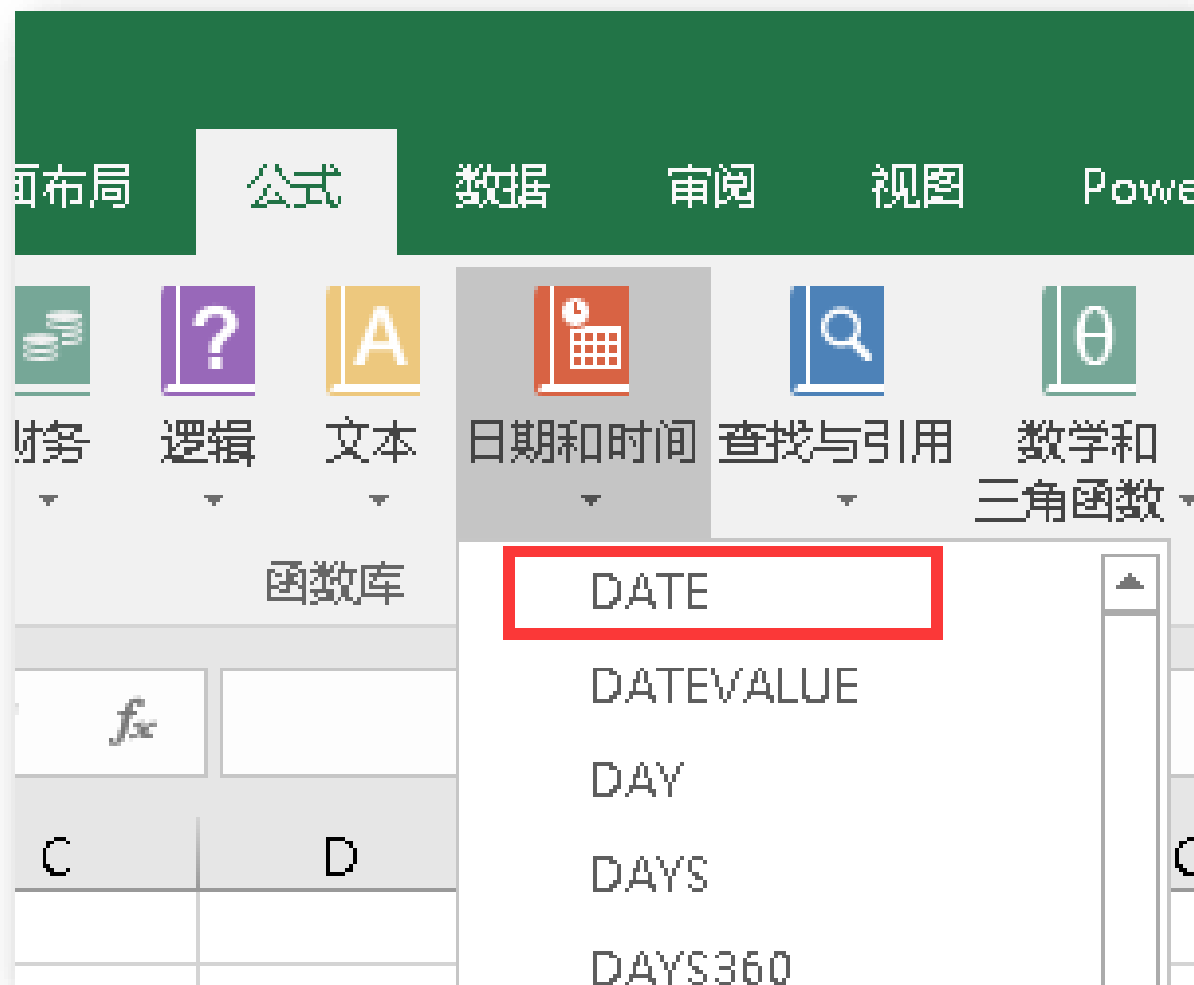 面布局 公式 数据 审阅 视图 Powe
财务 逻辑 文本 日期和时间 查找与引用 数学和
三角函数
函数库
DATE
DATEVALUE
fx
DAY
C D
DAYS
DAYS360